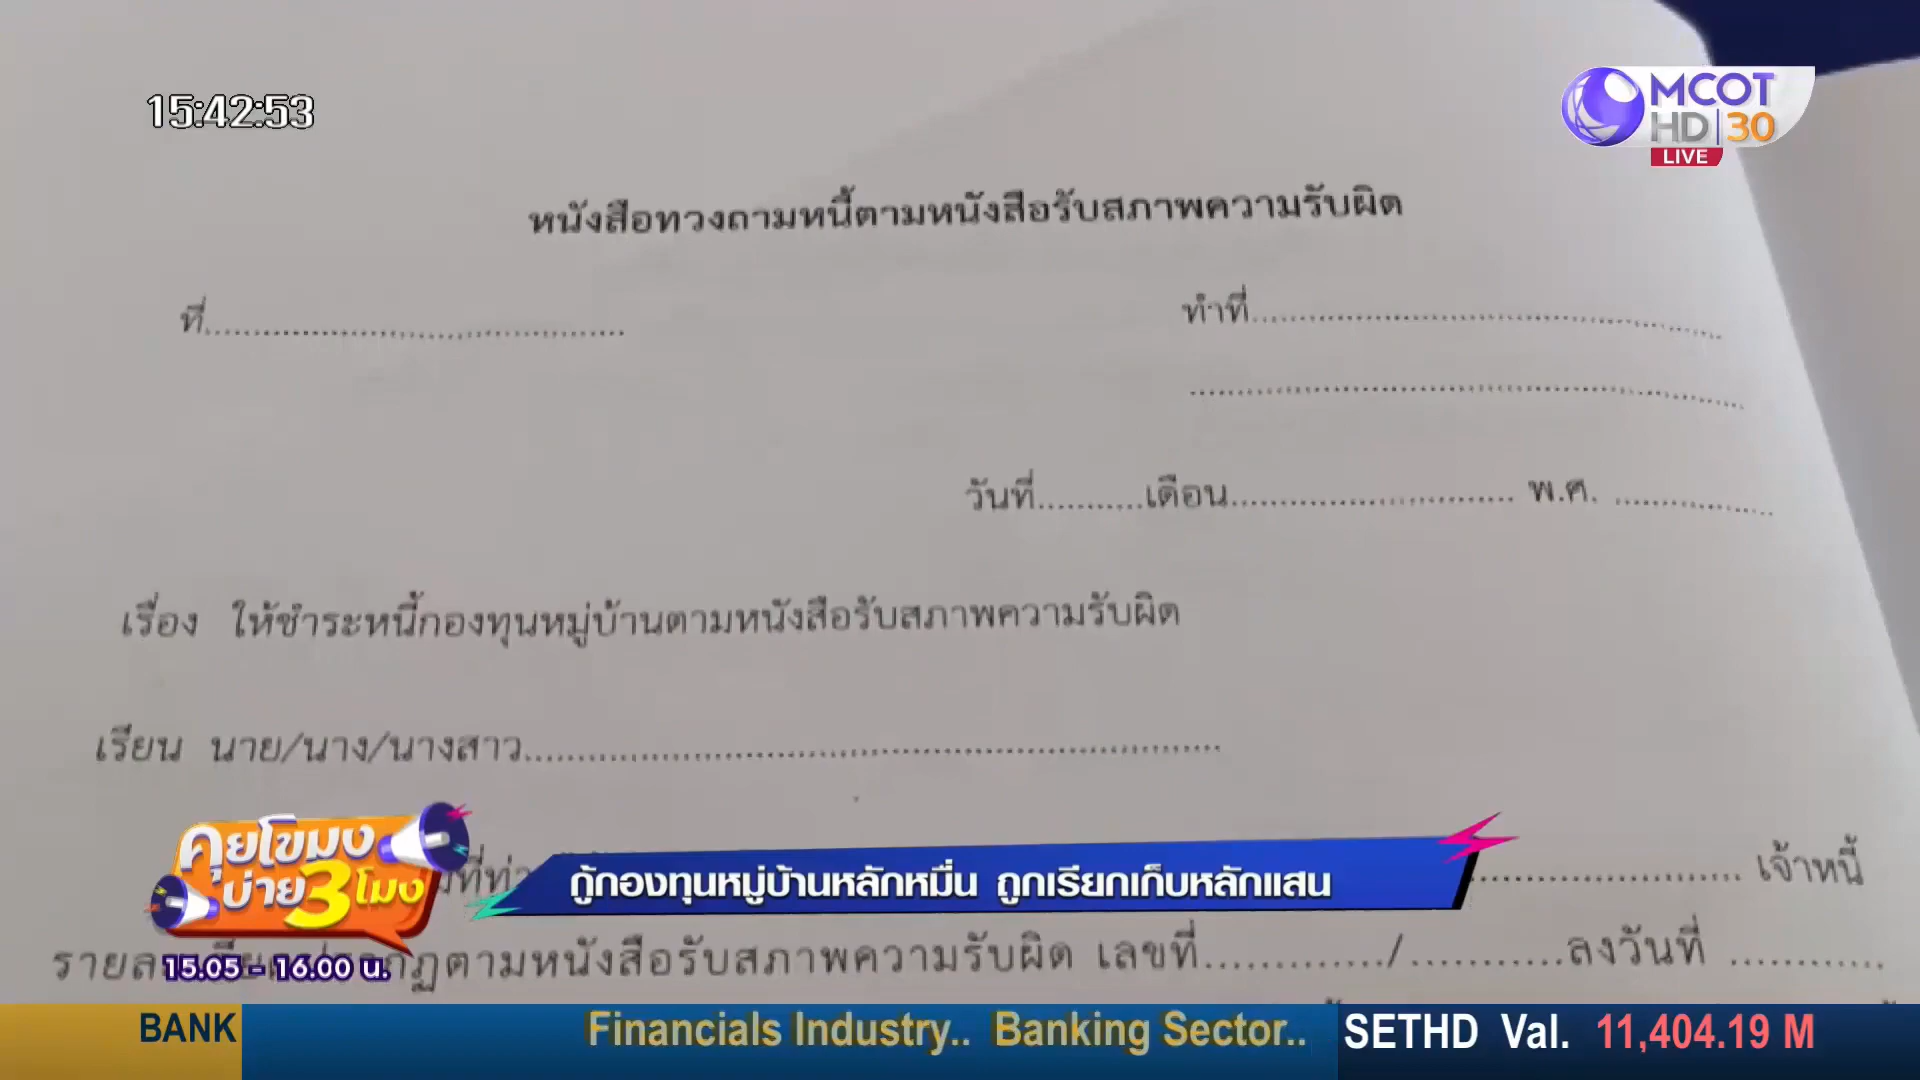 15:42:53
MCOT
HD 30
LIVE
หนังสือทวงถามหนี้ตามหนังสือรับสภาพความรับผิด
ที่..........................................
ทำที่................................................
........................................................
วันที่...........เดือน............................. พ.ศ. ................
เรื่อง ให้ชำระหนี้กองทุนหมู่บ้านตามหนังสือรับสภาพความรับผิด
เรียน นาย/นาง/นางสาว......................................................................
คุยโขมง
บ่าย 3 โมง
กู้กองทุนหมู่บ้านหลักหมื่น ถูกเรียกเก็บหลักแสน
.......................... เจ้าหนี้
ตามหนังสือรับสภาพความรับผิด เลขที่............../............ลงวันที่ .............
15.05 - 16.00 น.
BANK Financials Industry.. Banking Sector.. SETHD Val. 11,404.19 M